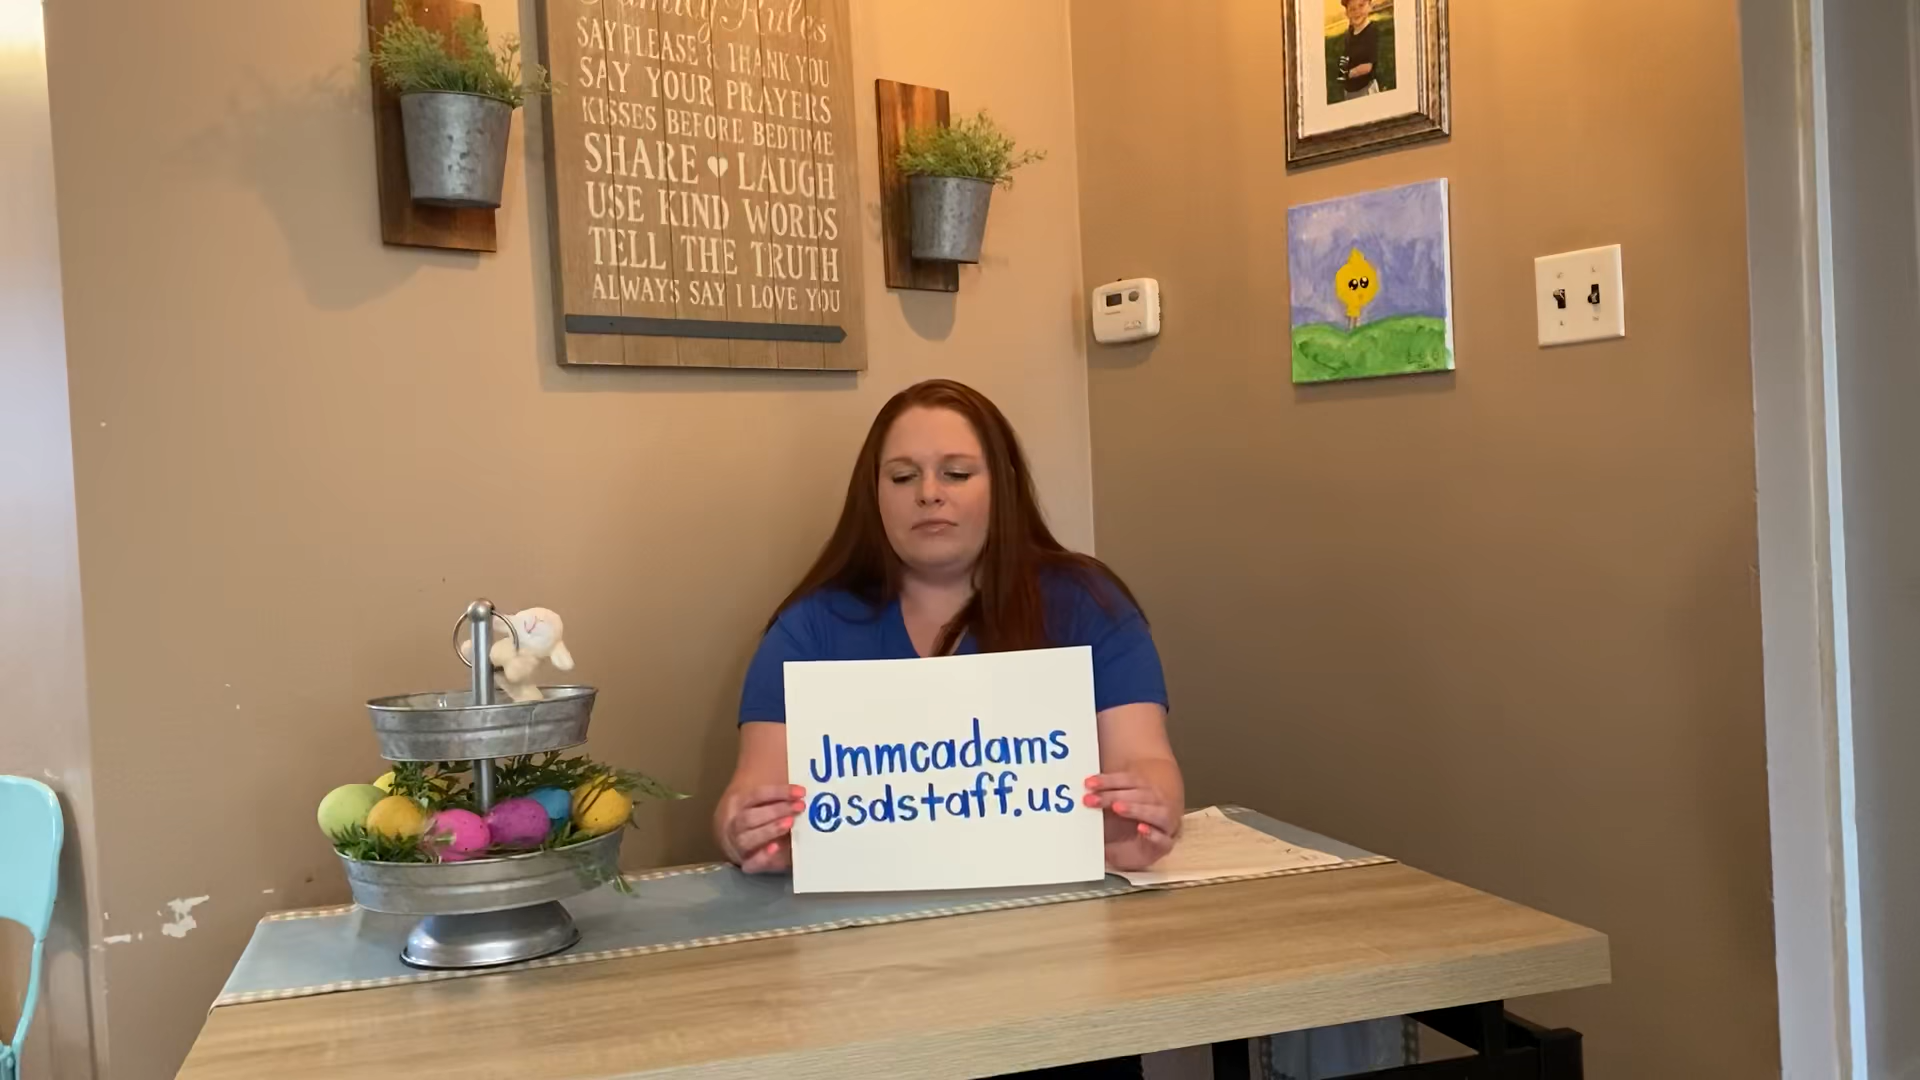 Family Rules
SAY PLEASE & THANK YOU
SAY YOUR PRAYERS
KISSES BEFORE BEDTIME
SHARE ♥ LAUGH
USE KIND WORDS
TELL THE TRUTH
ALWAYS SAY I LOVE YOU
Jmmcadams
@sdstaff.us